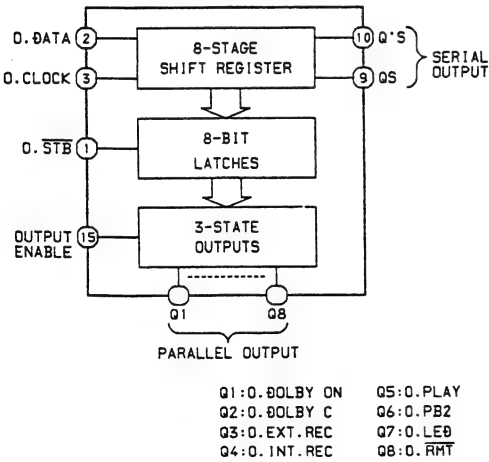 O.DATA 2
8-STAGE
SHIFT REGISTER
10 Q'S
O.CLOCK 3
9 QS
SERIAL
OUTPUT
O.S̅T̅B̅ 1
8-BIT
LATCHES
3-STATE
OUTPUTS
OUTPUT
ENABLE
15
Q1
Q8
PARALLEL OUTPUT
Q1:O.DOLBY ON
Q2:O.DOLBY C
Q3:O.EXT.REC
Q4:O.INT.REC
Q5:O.PLAY
Q6:O.PB2
Q7:O.LED
Q8:O.R̅M̅T̅